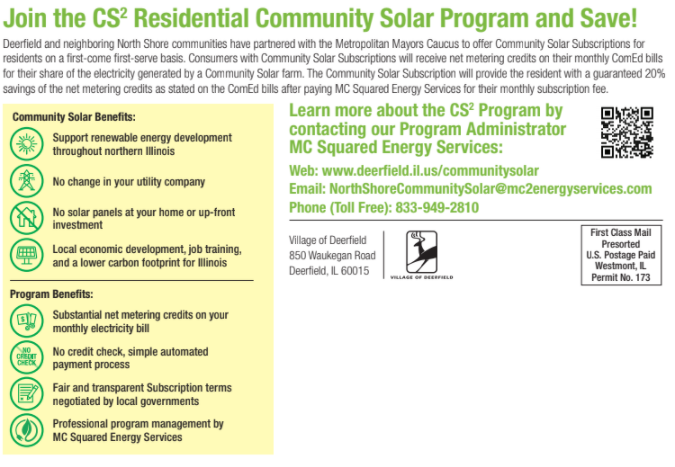 Join the CS² Residential Community Solar Program and Save!
Deerfield and neighboring North Shore communities have partnered with the Metropolitan Mayors Caucus to offer Community Solar Subscriptions for
residents on a first-come first-serve basis. Consumers with Community Solar Subscriptions will receive net metering credits on their monthly ComEd bills
for their share of the electricity generated by a Community Solar farm. The Community Solar Subscription will provide the resident with a guaranteed 20%
savings of the net metering credits as stated on the ComEd bills after paying MC Squared Energy Services for their monthly subscription fee.
Community Solar Benefits:
Support renewable energy development
throughout northern Illinois
No change in your utility company
No solar panels at your home or up-front
investment
Local economic development, job training,
and a lower carbon footprint for Illinois
Program Benefits:
$
Substantial net metering credits on your
monthly electricity bill
NO
CREDIT
CHECK
No credit check, simple automated
payment process
Fair and transparent Subscription terms
negotiated by local governments
Professional program management by
MC Squared Energy Services
Learn more about the CS² Program by
contacting our Program Administrator
MC Squared Energy Services:
Web: www.deerfield.il.us/communitysolar
Email: NorthShoreCommunitySolar@mc2energyservices.com
Phone (Toll Free): 833-949-2810
Village of Deerfield
850 Waukegan Road
Deerfield, IL 60015
VILLAGE OF DEERFIELD
First Class Mail
Presorted
U.S. Postage Paid
Westmont, IL
Permit No. 173